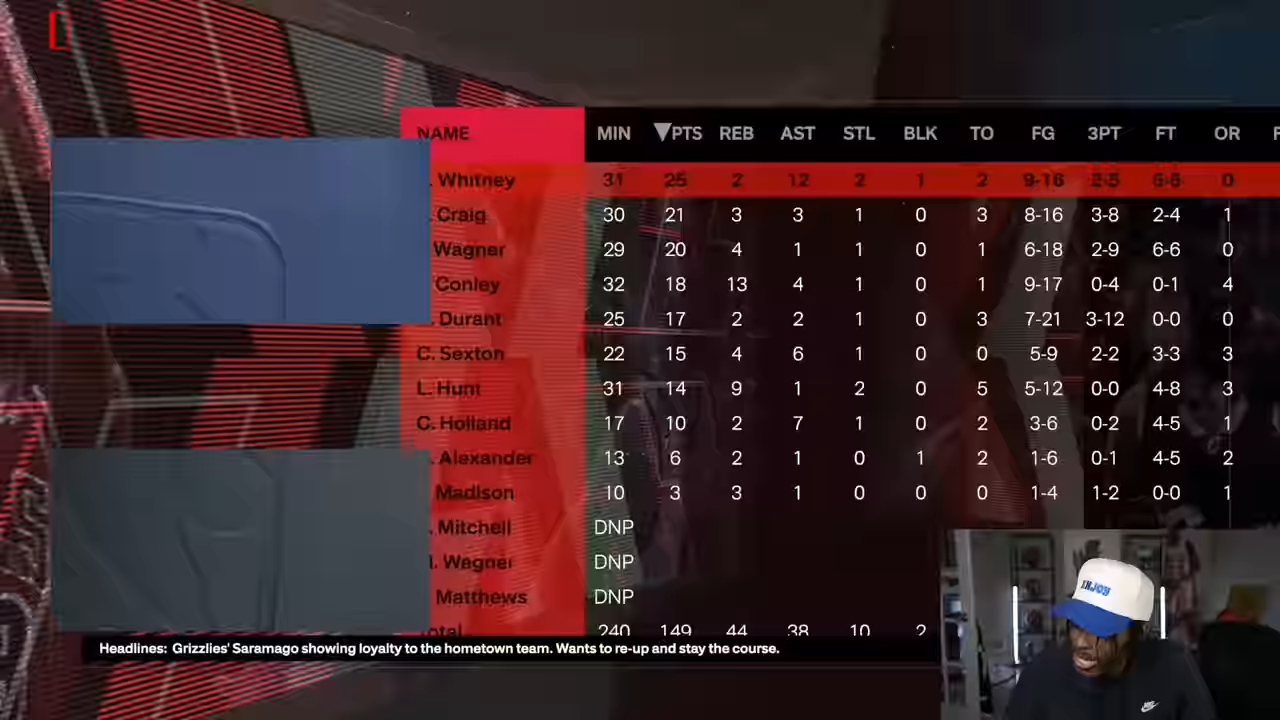 NAME MIN ▼PTS REB AST STL BLK TO FG 3PT FT OR
. Whitney 31 25 2 12 2 1 2 9-16 2-5 6-6 0
. Craig 30 21 3 3 1 0 3 8-16 3-8 2-4 1
Wagner 29 20 4 1 1 0 1 6-18 2-9 6-6 0
Conley 32 18 13 4 1 0 1 9-17 0-4 0-1 4
. Durant 25 17 2 2 1 0 3 7-21 3-12 0-0 0
C. Sexton 22 15 4 6 1 0 0 5-9 2-2 3-3 3
L. Hunt 31 14 9 1 2 0 5 5-12 0-0 4-8 3
C. Holland 17 10 2 7 1 0 2 3-6 0-2 4-5 1
. Alexander 13 6 2 1 0 1 2 1-6 0-1 4-5 2
Madison 10 3 3 1 0 0 0 1-4 1-2 0-0 1
. Mitchell DNP
. Wegner DNP
Matthews DNP
Total 240 149 44 38 10 2
Headlines: Grizzlies' Saramago showing loyalty to the hometown team. Wants to re-up and stay the course.
ENJOY